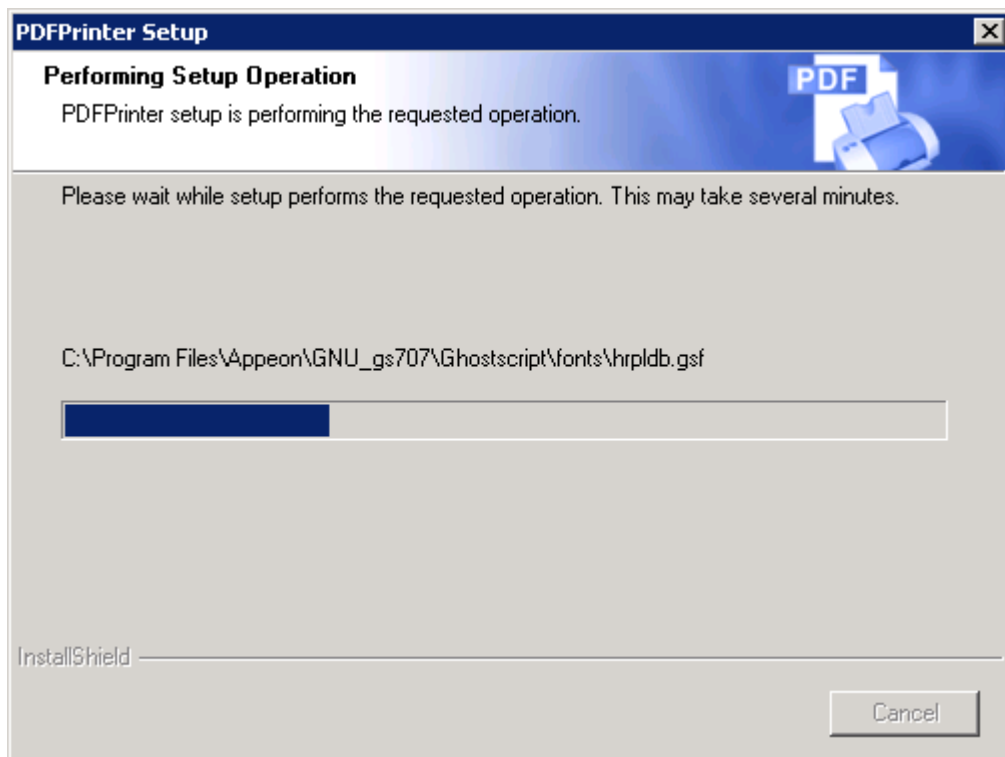 PDFPrinter Setup
Performing Setup Operation
PDFPrinter setup is performing the requested operation.
PDF
Please wait while setup performs the requested operation. This may take several minutes.
C:\Program Files\Appeon\GNU_gs707\Ghostscript\fonts\hrpldb.gsf
InstallShield
Cancel